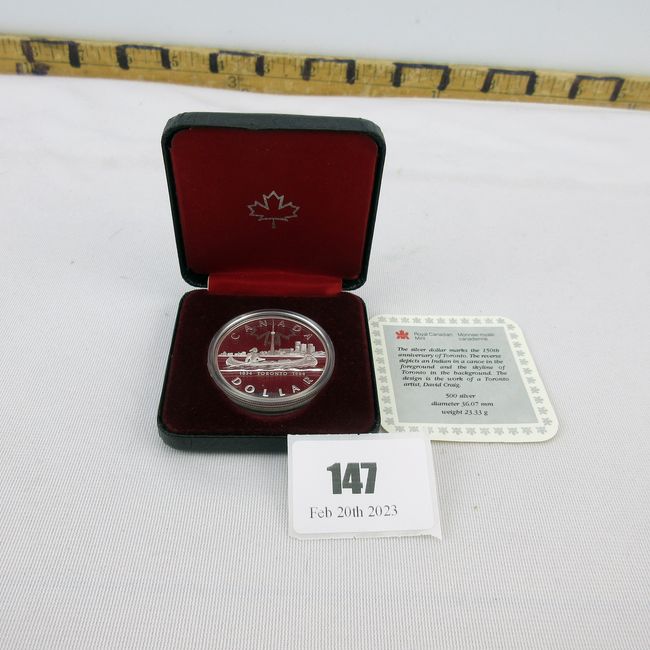 3
CANADA
1834 TORONTO 1984
DOLLAR
Royal Canadian Mint
Monnaie royale canadienne
The silver dollar marks the 150th
anniversary of Toronto. The reverse
depicts an Indian in a canoe in the
foreground and the skyline of
Toronto in the background. The
design is the work of a Toronto
artist, David Craig.
500 silver
diameter 36.07 mm
weight 23.33 g
147
Feb 20th 2023